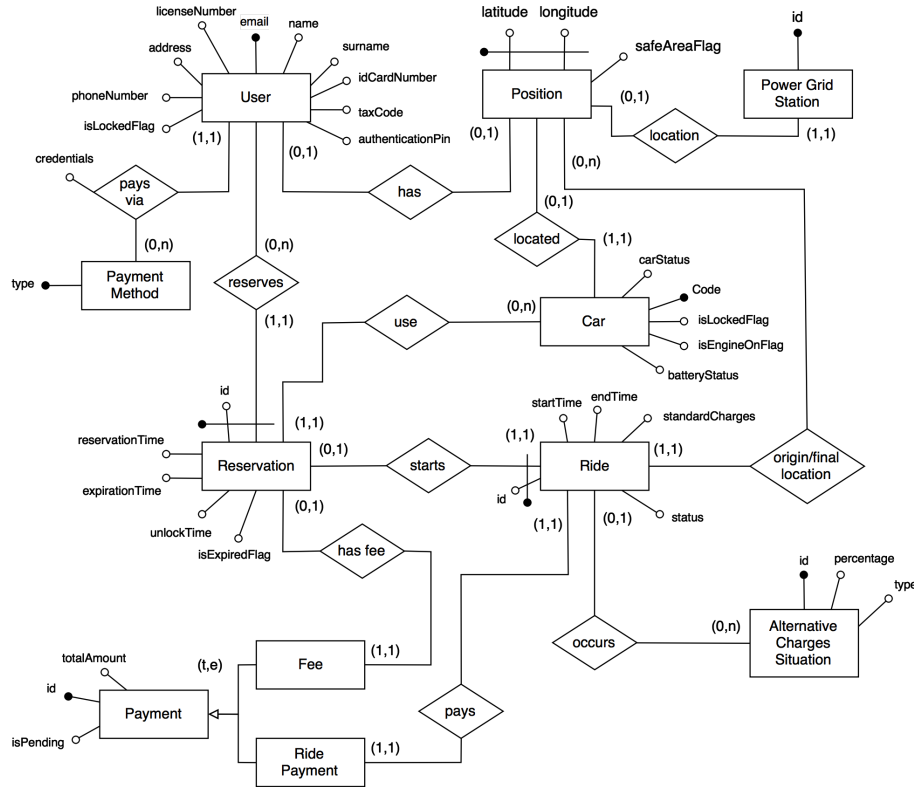 licenseNumber
email
name
latitude
longitude
id
address
surname
safeAreaFlag
User
idCardNumber
Position
Power Grid
Station
phoneNumber
taxCode
(0,1)
isLockedFlag
(1,1)
(0,1)
authenticationPin
(0,1)
location
(1,1)
credentials
(0,n)
pays
via
has
(0,1)
(0,n)
(0,n)
located
(1,1)
Payment
Method
type
reserves
carStatus
Code
(1,1)
(0,n)
use
Car
isLockedFlag
isEngineOnFlag
batteryStatus
id
startTime
endTime
standardCharges
(1,1)
reservationTime
(0,1)
(1,1)
(1,1)
Reservation
starts
Ride
origin/final
location
expirationTime
id
(0,1)
(1,1)
(0,1)
status
unlockTime
isExpiredFlag
has fee
id
percentage
type
(0,n)
Alternative
Charges
Situation
occurs
totalAmount
(t,e)
Fee
(1,1)
id
Payment
pays
isPending
Ride
Payment
(1,1)